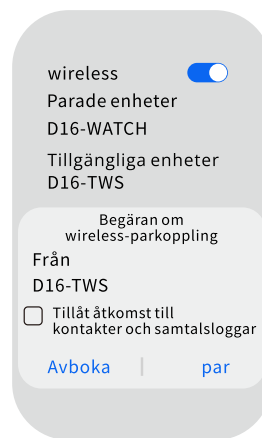 wireless
Parade enheter
D16-WATCH
Tillgängliga enheter
D16-TWS
Begäran om
wireless-parkoppling
Från
D16-TWS
Tillåt åtkomst till
kontakter och samtalsloggar
Avboka | par